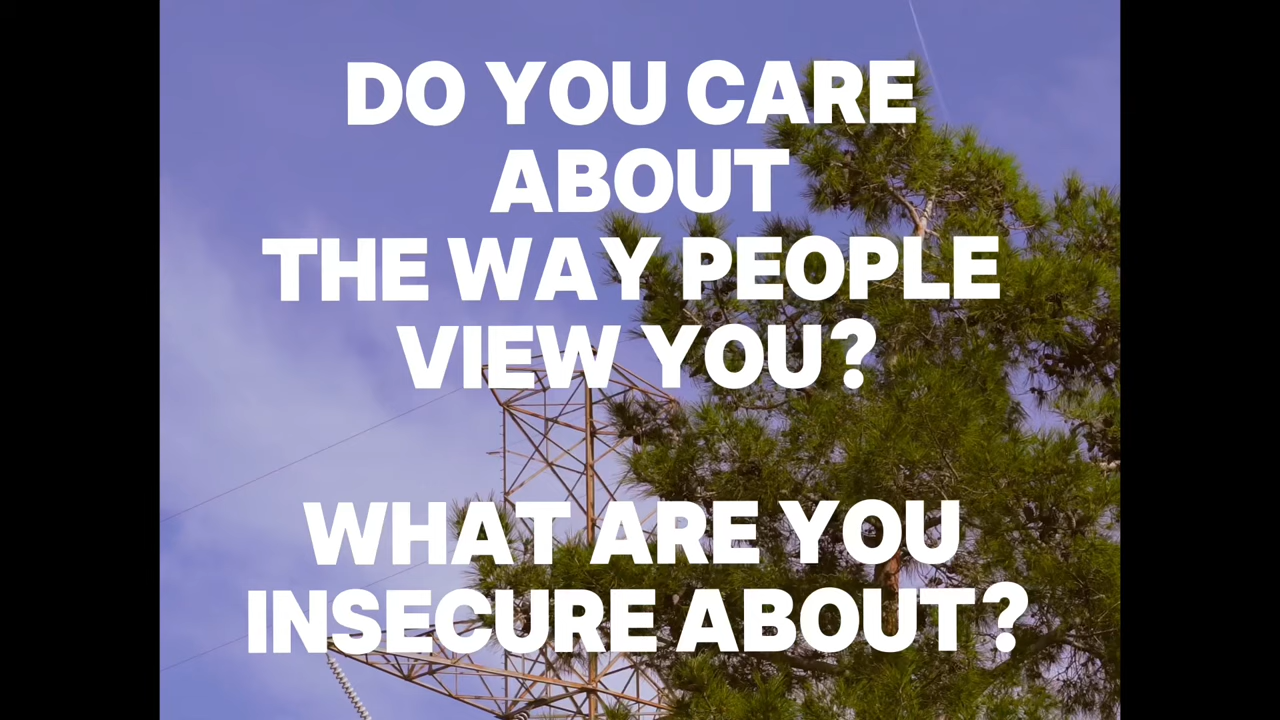 DO YOU CARE
ABOUT
THE WAY PEOPLE
VIEW YOU?
WHAT ARE YOU
INSECURE ABOUT?